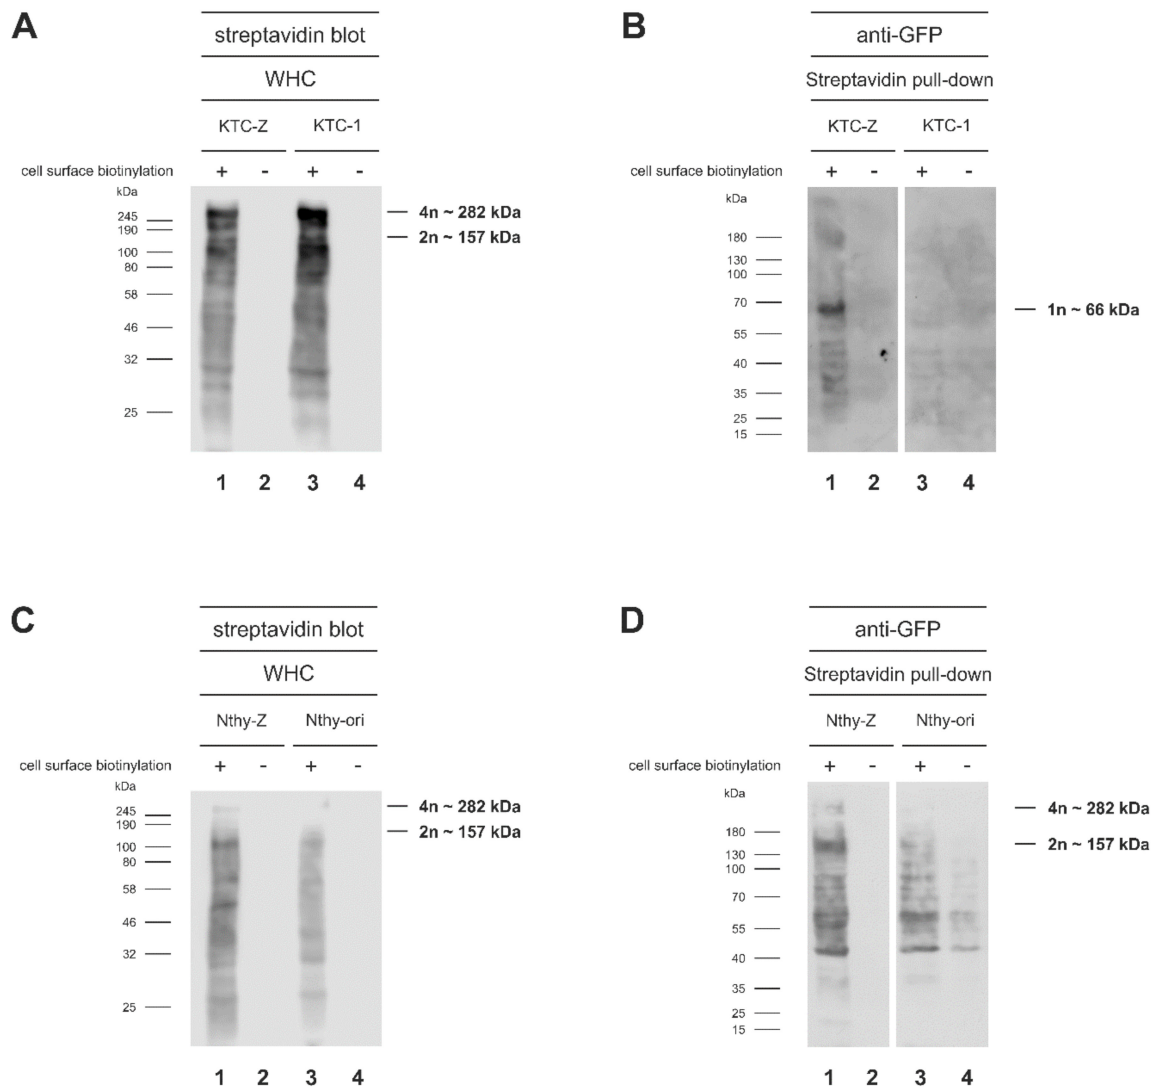 A
streptavidin blot
WHC
KTC-Z KTC-1
cell surface biotinylation + - + -
kDa
245
190
100
80
58
46
32
25
4n ~ 282 kDa
2n ~ 157 kDa
1 2 3 4
B
anti-GFP
Streptavidin pull-down
KTC-Z KTC-1
cell surface biotinylation + - + -
kDa
180
130
100
70
55
40
35
25
15
1n ~ 66 kDa
1 2 3 4
C
streptavidin blot
WHC
Nthy-Z Nthy-ori
cell surface biotinylation + - + -
kDa
245
190
100
80
58
46
32
25
4n ~ 282 kDa
2n ~ 157 kDa
1 2 3 4
D
anti-GFP
Streptavidin pull-down
Nthy-Z Nthy-ori
cell surface biotinylation + - + -
kDa
180
130
100
70
55
40
35
25
15
4n ~ 282 kDa
2n ~ 157 kDa
1 2 3 4